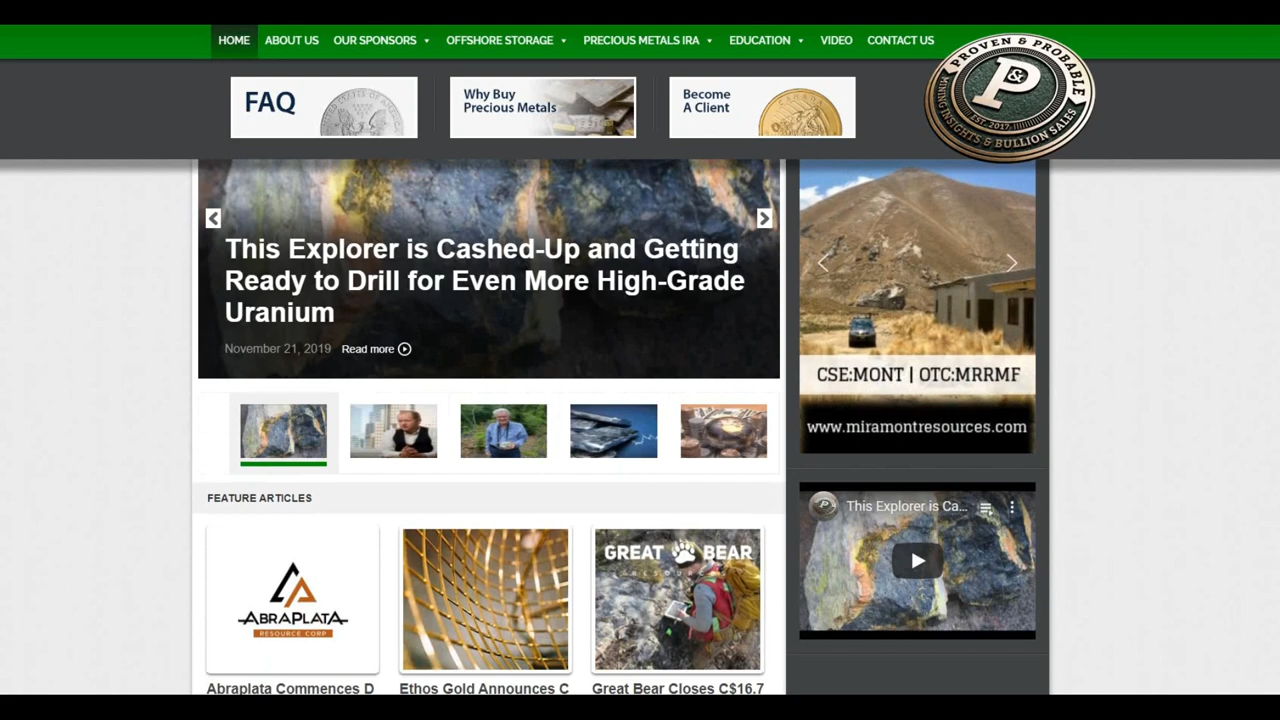 HOME ABOUT US OUR SPONSORS OFFSHORE STORAGE PRECIOUS METALS IRA EDUCATION VIDEO CONTACT US
PROVEN & PROBABLE
P&
EST. 2017
MINING INSIGHTS & BULLION SALES
FAQ
Why Buy
Precious Metals
Become
A Client
This Explorer is Cashed-Up and Getting
Ready to Drill for Even More High-Grade
Uranium
November 21, 2019 Read more
CSE:MONT | OTC:MRRMF
www.miramontresources.com
FEATURE ARTICLES
This Explorer is Ca...
ABRAPLATA
RESOURCE CORP
GREAT BEAR
Abraplata Commences D
Ethos Gold Announces C
Great Bear Closes C$16.7